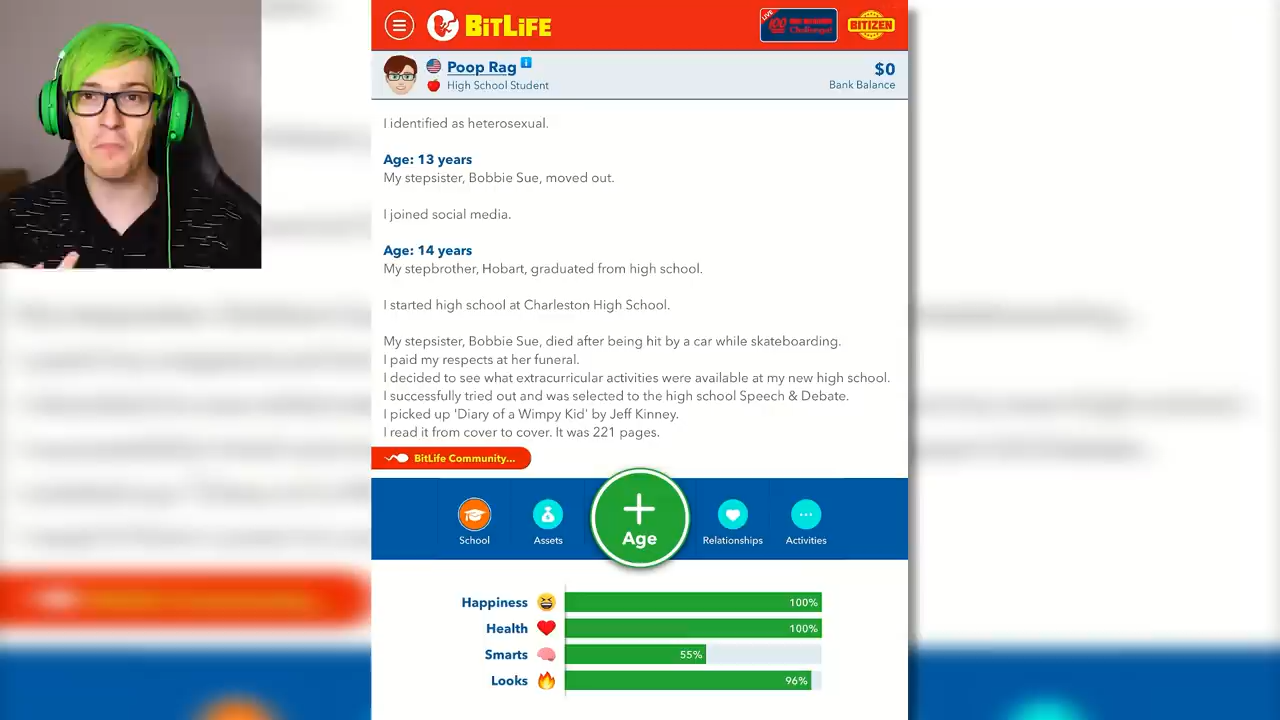 BITLIFE
LIVE
100
Challenge!
BITIZEN
Poop Rag i
High School Student
$0
Bank Balance
I identified as heterosexual.
Age: 13 years
My stepsister, Bobbie Sue, moved out.
I joined social media.
Age: 14 years
My stepbrother, Hobart, graduated from high school.
I started high school at Charleston High School.
My stepsister, Bobbie Sue, died after being hit by a car while skateboarding.
I paid my respects at her funeral.
I decided to see what extracurricular activities were available at my new high school.
I successfully tried out and was selected to the high school Speech & Debate.
I picked up 'Diary of a Wimpy Kid' by Jeff Kinney.
I read it from cover to cover. It was 221 pages.
BitLife Community...
School
Assets
Age
Relationships
Activities
Happiness 100%
Health 100%
Smarts 55%
Looks 96%